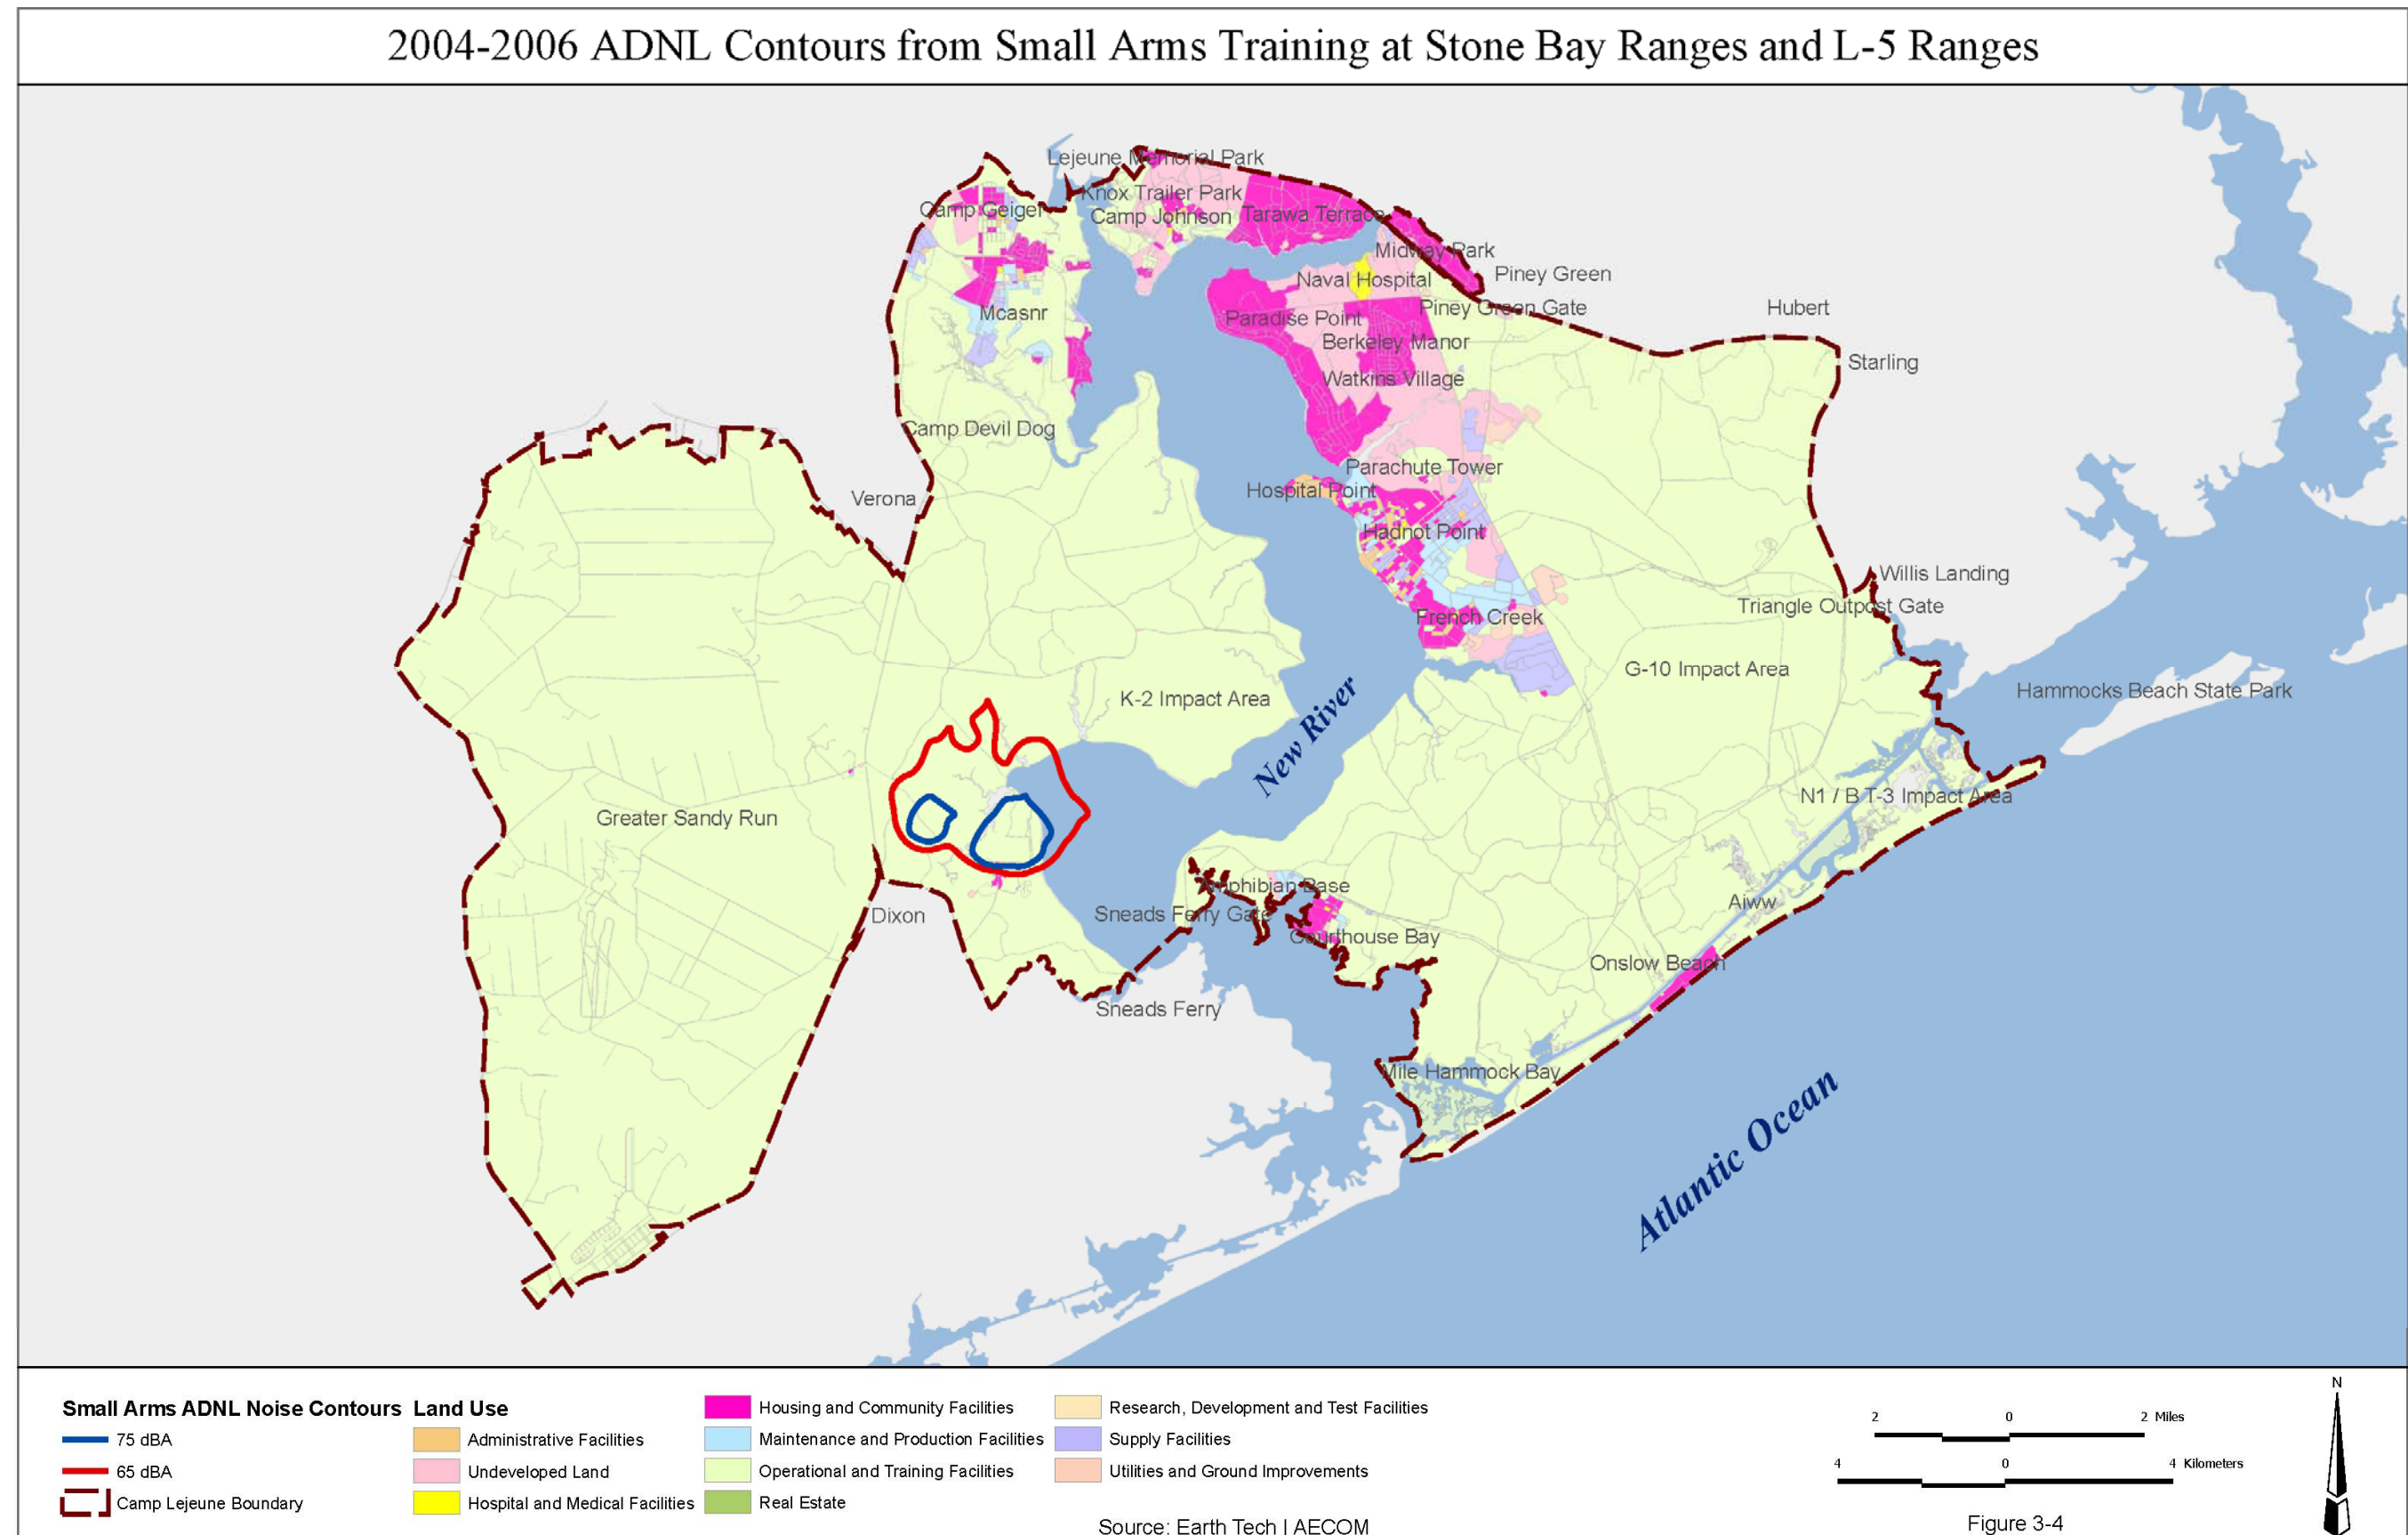 2004-2006 ADNL Contours from Small Arms Training at Stone Bay Ranges and L-5 Ranges
Lejeune Memorial Park
Knox Trailer Park
Camp Geiger
Camp Johnson
Tarawa Terrace
Midway Park
Piney Green
Naval Hospital
Mcasnr
Paradise Point
Piney Green Gate
Hubert
Berkeley Manor
Starling
Watkins Village
Camp Devil Dog
Parachute Tower
Verona
Hospital Point
Hadnot Point
Willis Landing
Triangle Outpost Gate
French Creek
G-10 Impact Area
K-2 Impact Area
Hammocks Beach State Park
New River
N1 / B T-3 Impact Area
Greater Sandy Run
Amphibian Base
Aiww
Dixon
Sneads Ferry Gate
Courthouse Bay
Onslow Beach
Sneads Ferry
Mile Hammock Bay
Atlantic Ocean
Small Arms ADNL Noise Contours
75 dBA
65 dBA
Camp Lejeune Boundary
Land Use
Administrative Facilities
Undeveloped Land
Hospital and Medical Facilities
Housing and Community Facilities
Maintenance and Production Facilities
Operational and Training Facilities
Real Estate
Research, Development and Test Facilities
Supply Facilities
Utilities and Ground Improvements
Source: Earth Tech | AECOM
2 0 2 Miles
4 0 4 Kilometers
Figure 3-4
N